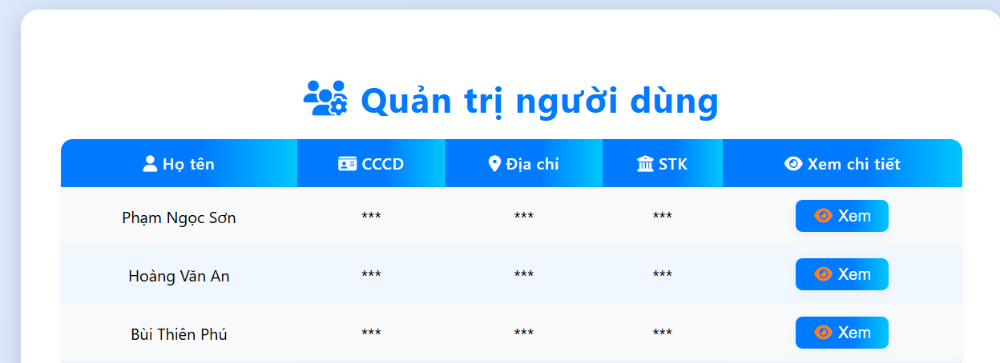 Quản trị người dùng
Họ tên CCCD Địa chỉ STK Xem chi tiết
Phạm Ngọc Sơn *** *** *** Xem
Hoàng Văn An *** *** *** Xem
Bùi Thiên Phú *** *** *** Xem